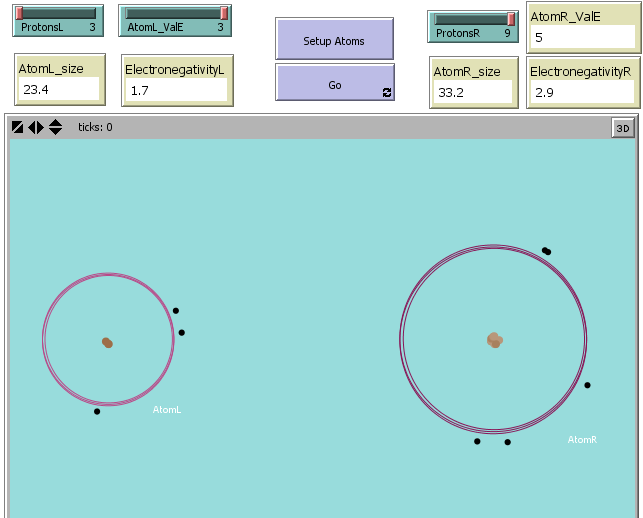 ProtonsL 3
AtomL_ValE 3
Setup Atoms
ProtonsR 9
AtomR_ValE
5
AtomL_size
23.4
ElectronegativityL
1.7
Go
AtomR_size
33.2
ElectronegativityR
2.9
ticks: 0
3D
AtomL
AtomR